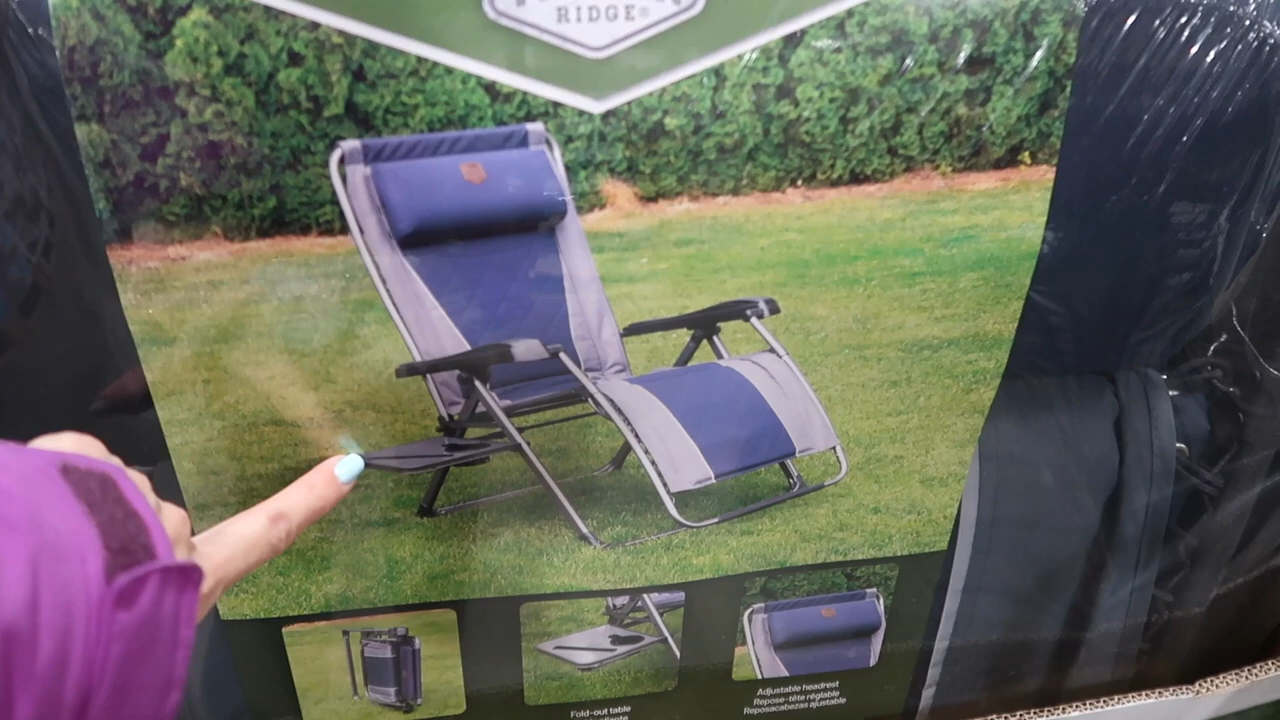 RIDGE®
Fold-out table
Adjustable headrest
Repose-tête réglable
Reposacabezas ajustable